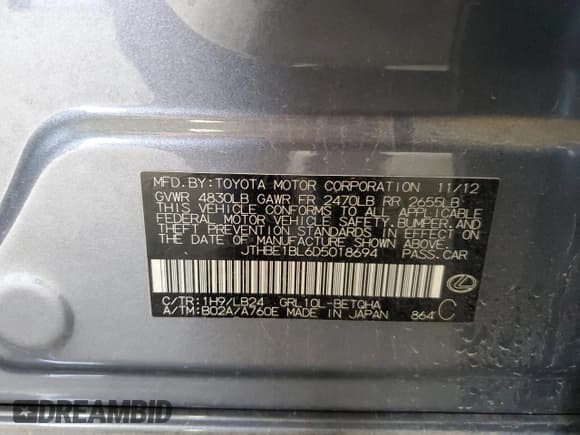 MFD. BY: TOYOTA MOTOR CORPORATION 11/12
GVWR 4830LB GAWR FR 2470LB RR 2655LB
THIS VEHICLE CONFORMS TO ALL APPLICABLE
FEDERAL MOTOR VEHICLE SAFETY, BUMPER, AND
THEFT PREVENTION STANDARDS IN EFFECT ON
THE DATE OF MANUFACTURE SHOWN ABOVE.
JTHBE1BL6D5018694 PASS.CAR
C/TR: 1H9/LB24 GRL10L-BETQHA
A/TM: B02A/A760E MADE IN JAPAN 864 C
DREAMBID